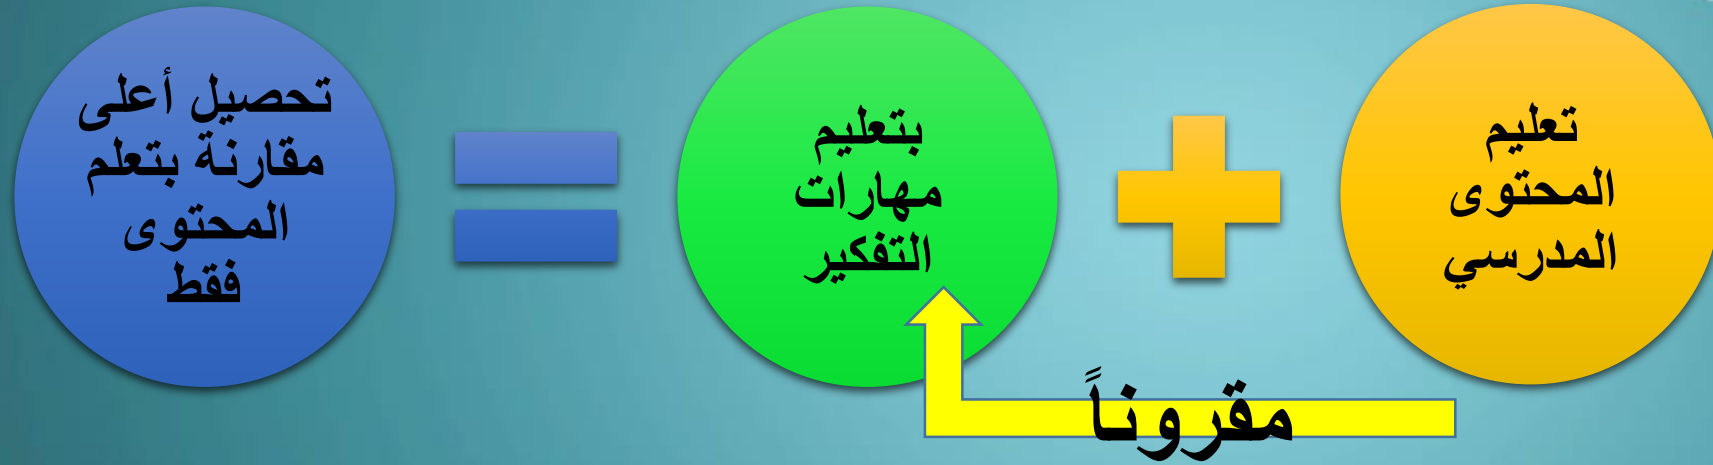 تعليم
المحتوى
المدرسي
مقروناً
بتعليم
مهارات
التفكير
تحصيل أعلى
مقارنة بتعلم
المحتوى
فقط